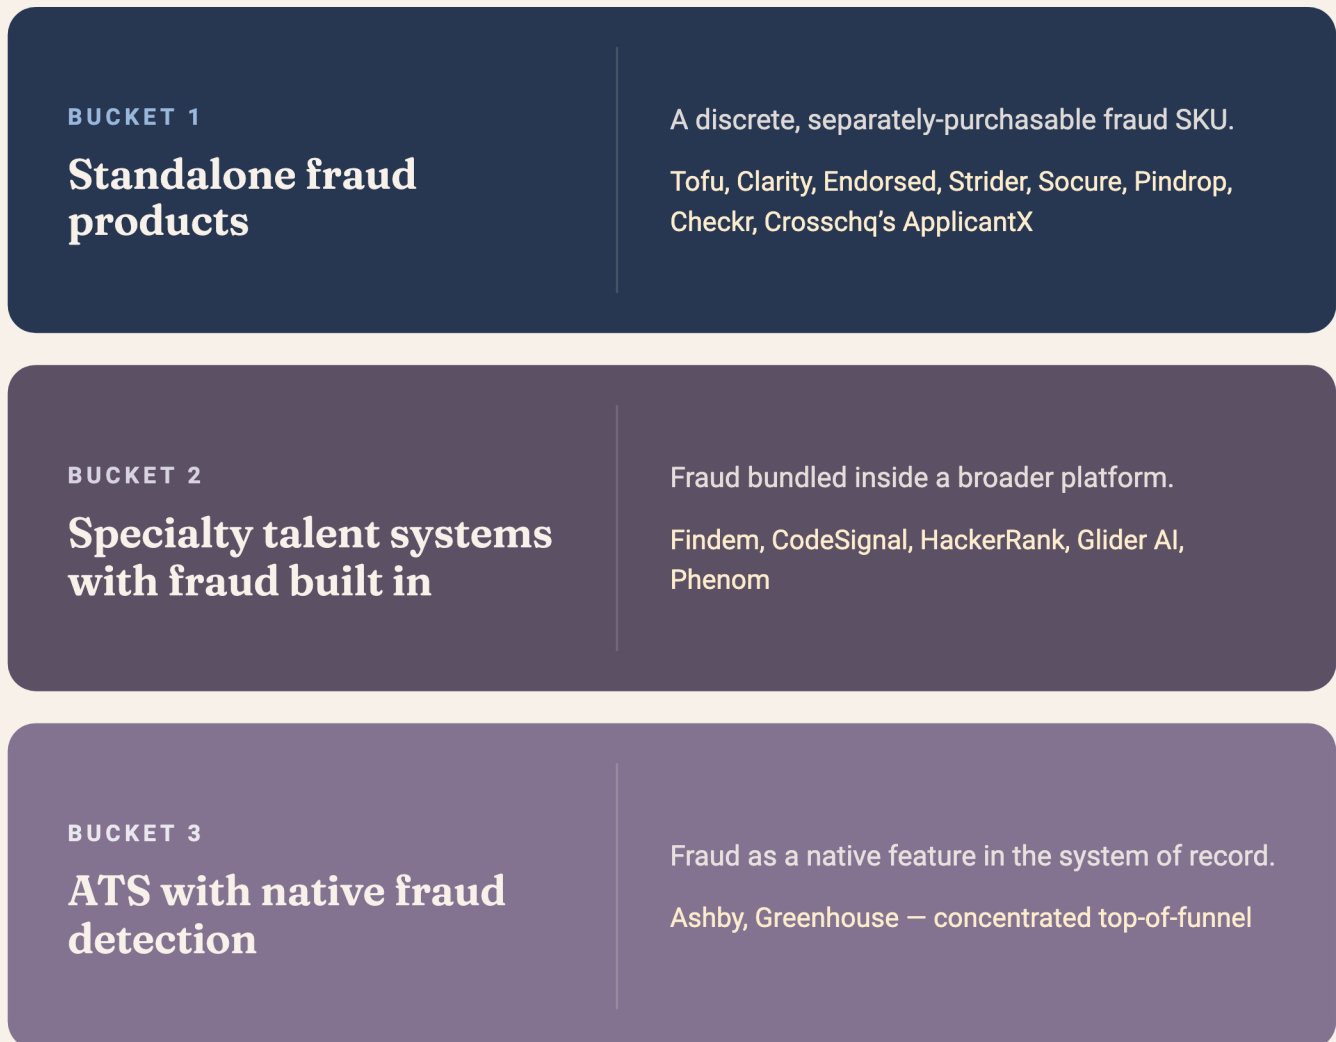 BUCKET 1
Standalone fraud
products
A discrete, separately-purchasable fraud SKU.
Tofu, Clarity, Endorsed, Strider, Socure, Pindrop,
Checkr, Crosschq’s ApplicantX
BUCKET 2
Specialty talent systems
with fraud built in
Fraud bundled inside a broader platform.
Findem, CodeSignal, HackerRank, Glider AI,
Phenom
BUCKET 3
ATS with native fraud
detection
Fraud as a native feature in the system of record.
Ashby, Greenhouse — concentrated top-of-funnel